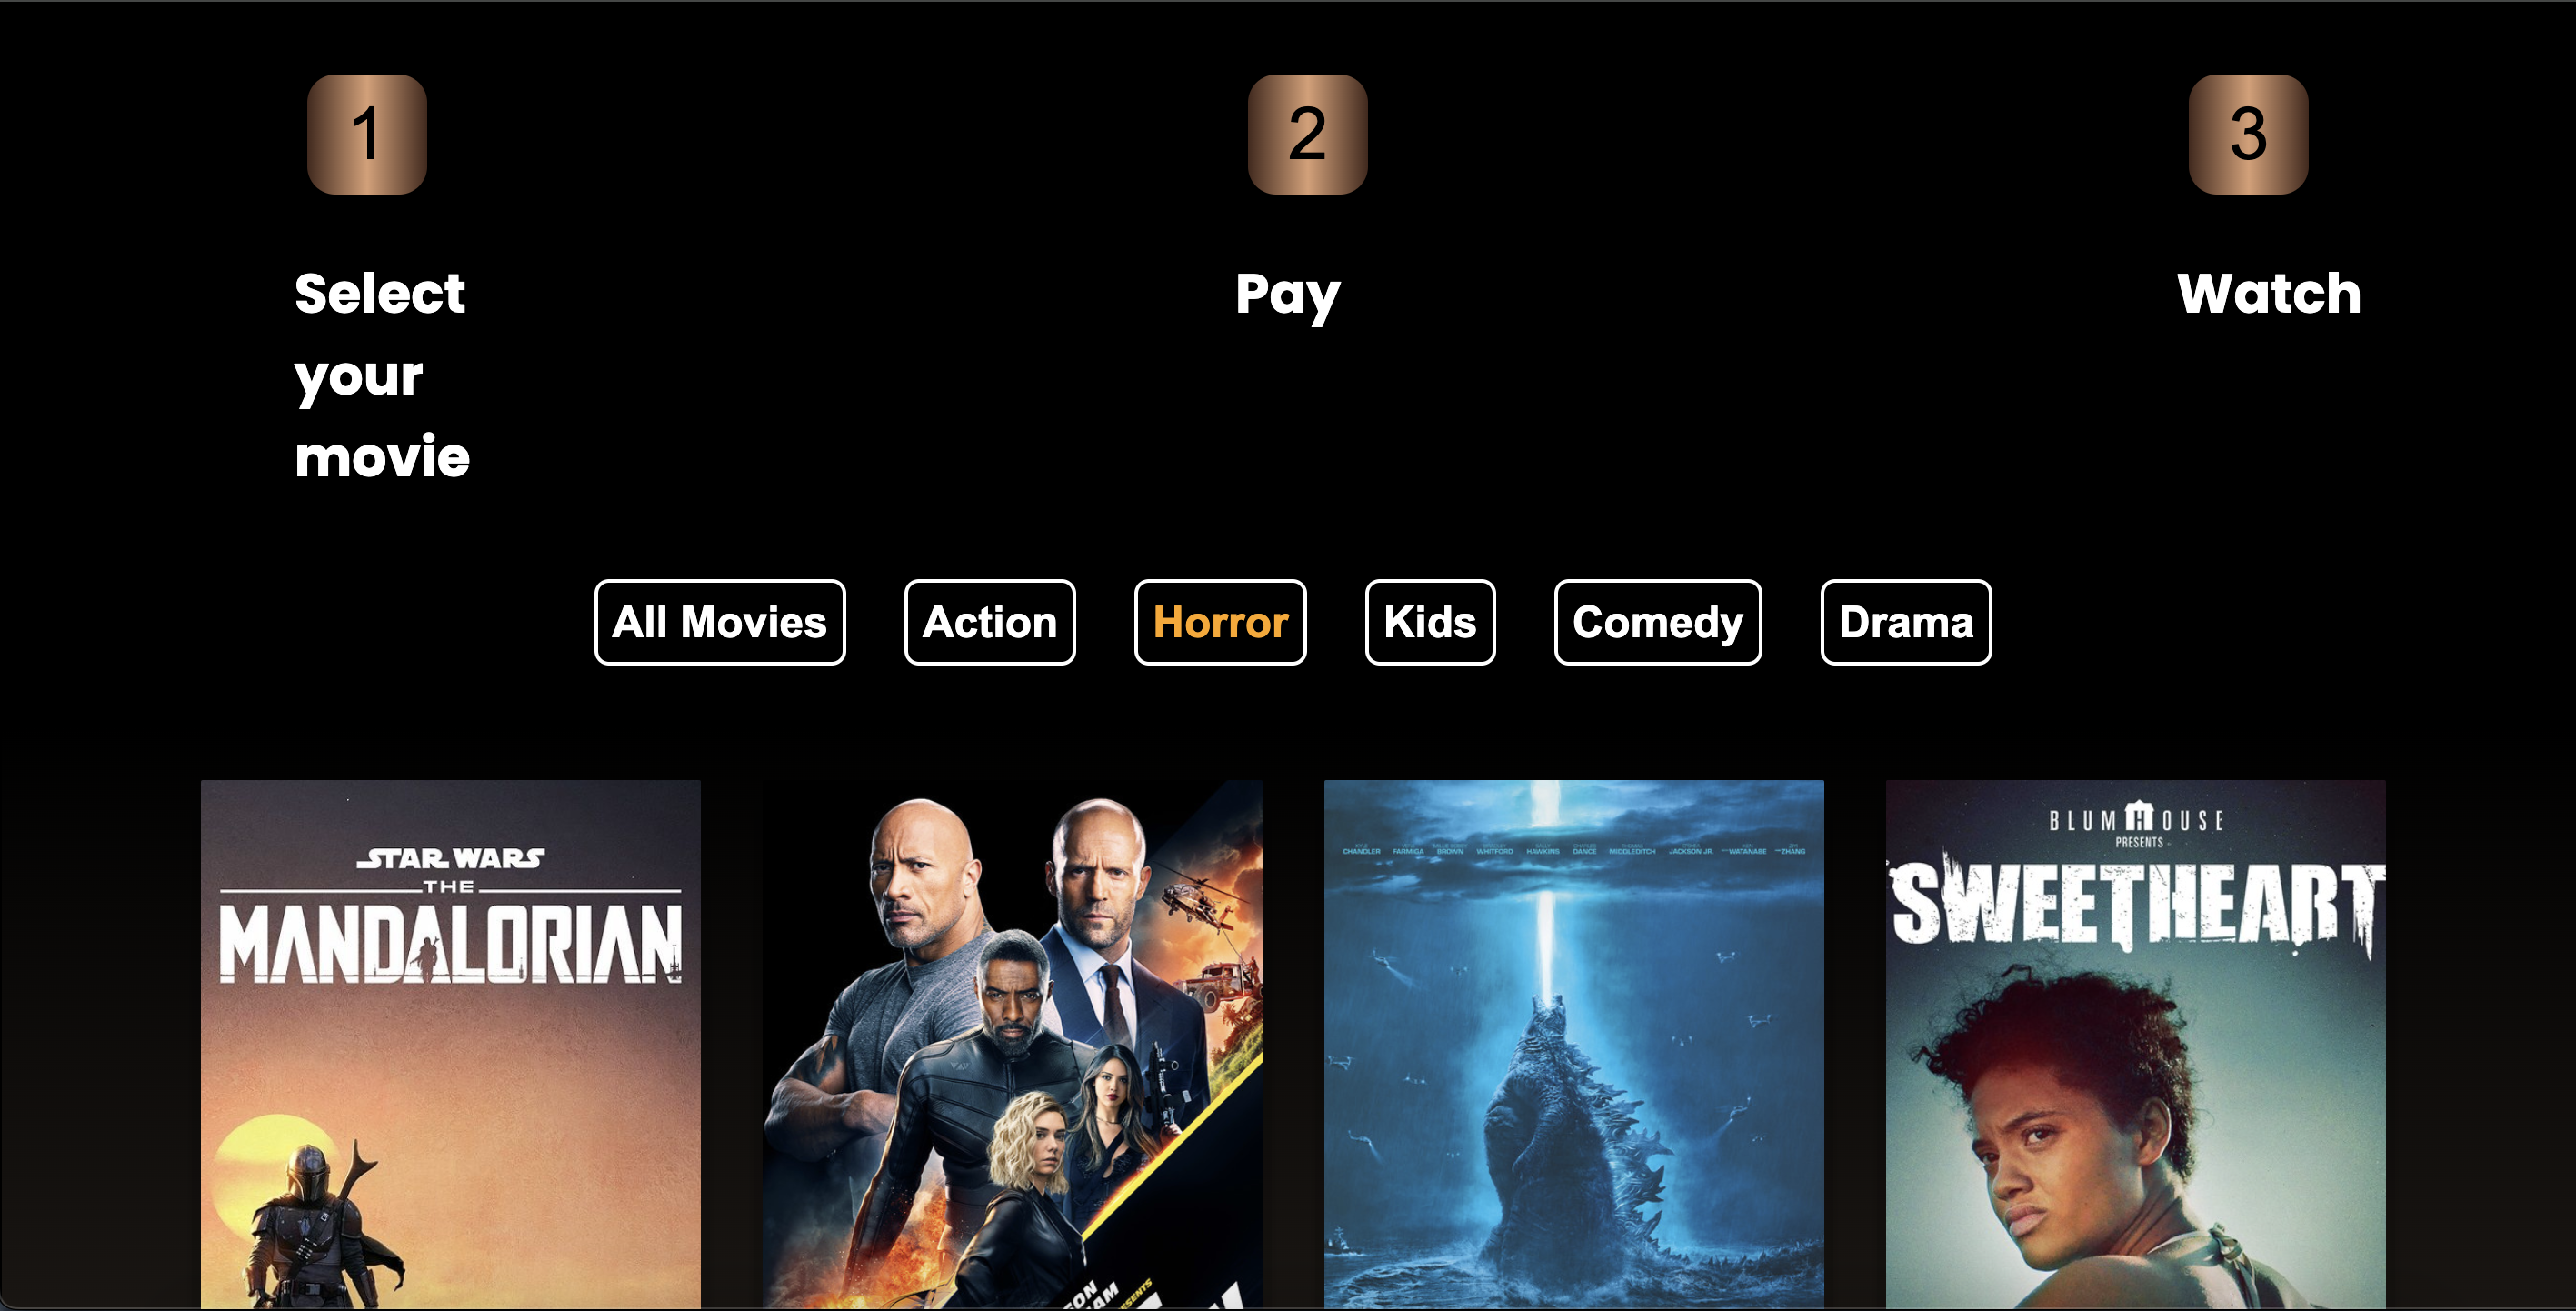 1
2
3
Select
your
movie
Pay
Watch
All Movies
Action
Horror
Kids
Comedy
Drama
STAR WARS
THE
MANDALORIAN
CHANDLER FARMIGA BROWN WHITFORD HAWKINS DANCE MIDDLEDITCH JACKSON JR. WATANABE ZHANG
BLUMHOUSE
PRESENTS
SWEETHEART